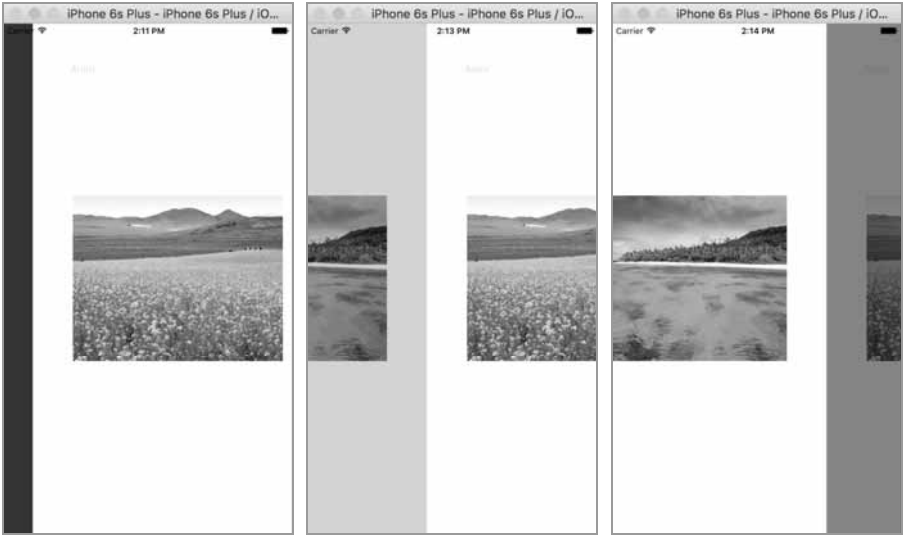 iPhone 6s Plus - iPhone 6s Plus / iO...
Carrier 2:11 PM
iPhone 6s Plus - iPhone 6s Plus / iO...
Carrier 2:13 PM
iPhone 6s Plus - iPhone 6s Plus / iO...
Carrier 2:14 PM